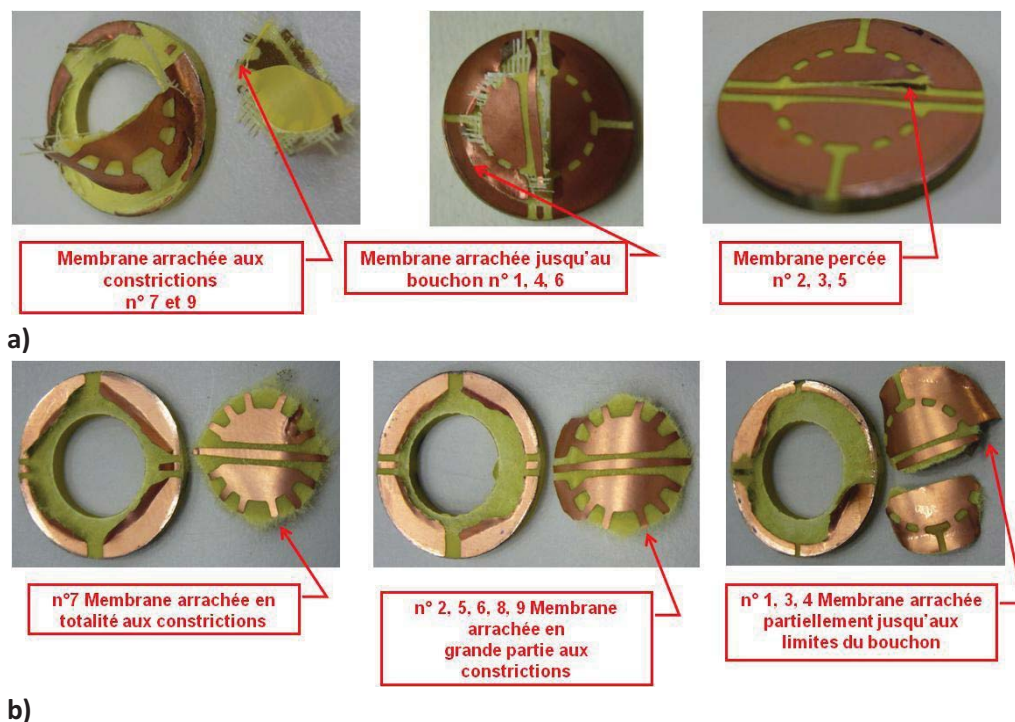 Membrane arrachée aux
constrictions
n° 7 et 9
Membrane arrachée jusqu'au
bouchon n° 1, 4, 6
Membrane percée
n° 2, 3, 5
a)
n°7 Membrane arrachée en
totalité aux constrictions
n° 2, 5, 6, 8, 9 Membrane
arrachée en
grande partie aux
constrictions
n° 1, 3, 4 Membrane arrachée
partiellement jusqu'aux
limites du bouchon
b)